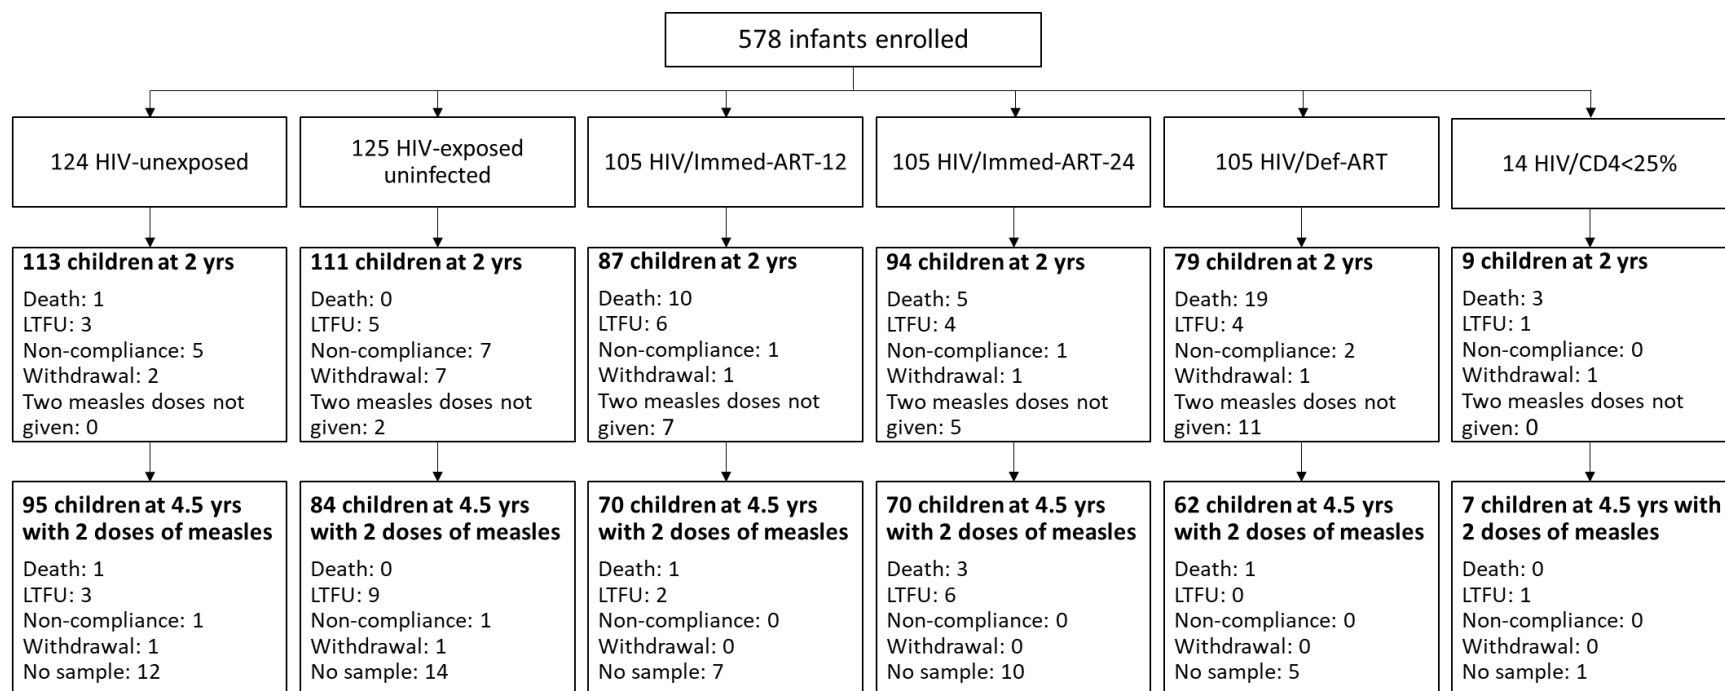 578 infants enrolled
124 HIV-unexposed
125 HIV-exposed
uninfected
105 HIV/Immed-ART-12
105 HIV/Immed-ART-24
105 HIV/Def-ART
14 HIV/CD4<25%
113 children at 2 yrs
Death: 1
LTFU: 3
Non-compliance: 5
Withdrawal: 2
Two measles doses not
given: 0
111 children at 2 yrs
Death: 0
LTFU: 5
Non-compliance: 7
Withdrawal: 7
Two measles doses not
given: 2
87 children at 2 yrs
Death: 10
LTFU: 6
Non-compliance: 1
Withdrawal: 1
Two measles doses not
given: 7
94 children at 2 yrs
Death: 5
LTFU: 4
Non-compliance: 1
Withdrawal: 1
Two measles doses not
given: 5
79 children at 2 yrs
Death: 19
LTFU: 4
Non-compliance: 2
Withdrawal: 1
Two measles doses not
given: 11
9 children at 2 yrs
Death: 3
LTFU: 1
Non-compliance: 0
Withdrawal: 1
Two measles doses not
given: 0
95 children at 4.5 yrs
with 2 doses of measles
Death: 1
LTFU: 3
Non-compliance: 1
Withdrawal: 1
No sample: 12
84 children at 4.5 yrs
with 2 doses of measles
Death: 0
LTFU: 9
Non-compliance: 1
Withdrawal: 1
No sample: 14
70 children at 4.5 yrs
with 2 doses of measles
Death: 1
LTFU: 2
Non-compliance: 0
Withdrawal: 0
No sample: 7
70 children at 4.5 yrs
with 2 doses of measles
Death: 3
LTFU: 6
Non-compliance: 0
Withdrawal: 0
No sample: 10
62 children at 4.5 yrs
with 2 doses of measles
Death: 1
LTFU: 0
Non-compliance: 0
Withdrawal: 0
No sample: 5
7 children at 4.5 yrs with
2 doses of measles
Death: 0
LTFU: 1
Non-compliance: 0
Withdrawal: 0
No sample: 1